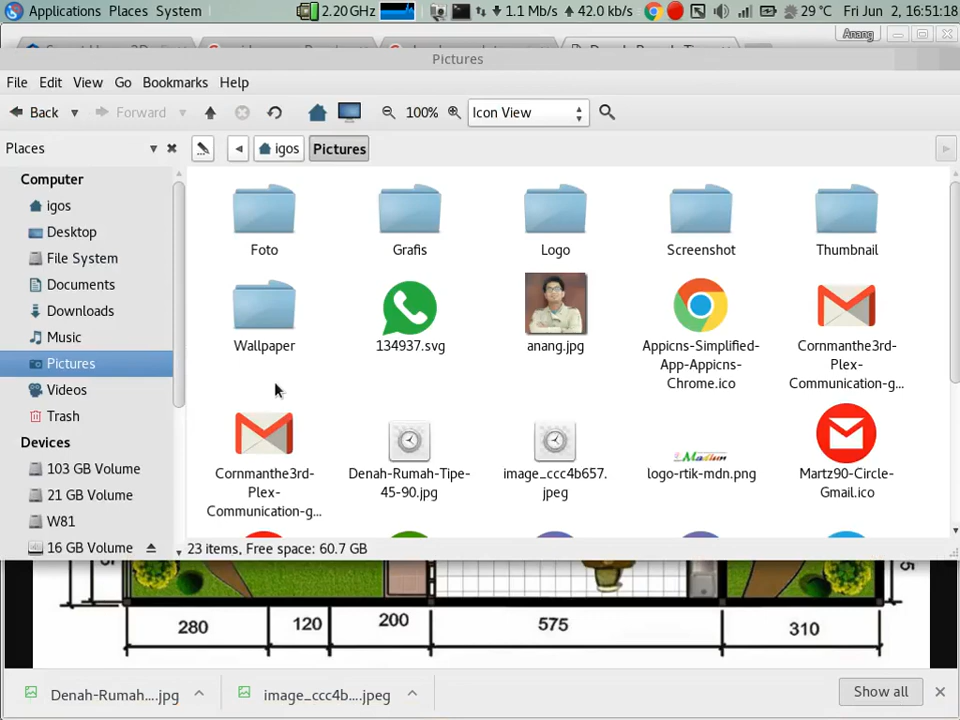 Applications Places System 2.20 GHz 1.1 Mb/s 42.0 kb/s 29 °C Fri Jun 2, 16:51:18
Anang
Pictures
File Edit View Go Bookmarks Help
Back Forward 100% Icon View
Places igos Pictures
Computer
igos
Desktop
File System
Documents
Downloads
Music
Pictures
Videos
Trash
Devices
103 GB Volume
21 GB Volume
W81
16 GB Volume
Foto Grafis Logo Screenshot Thumbnail
Wallpaper 134937.svg anang.jpg Appicns-Simplified-App-Appicns-Chrome.ico Cornmanthe3rd-Plex-Communication-g...
Cornmanthe3rd-Plex-Communication-g... Denah-Rumah-Tipe-45-90.jpg image_ccc4b657.jpeg logo-rtik-mdn.png Martz90-Circle-Gmail.ico
23 items, Free space: 60.7 GB
280 120 200 575 310
Denah-Rumah....jpg image_ccc4b....jpeg Show all